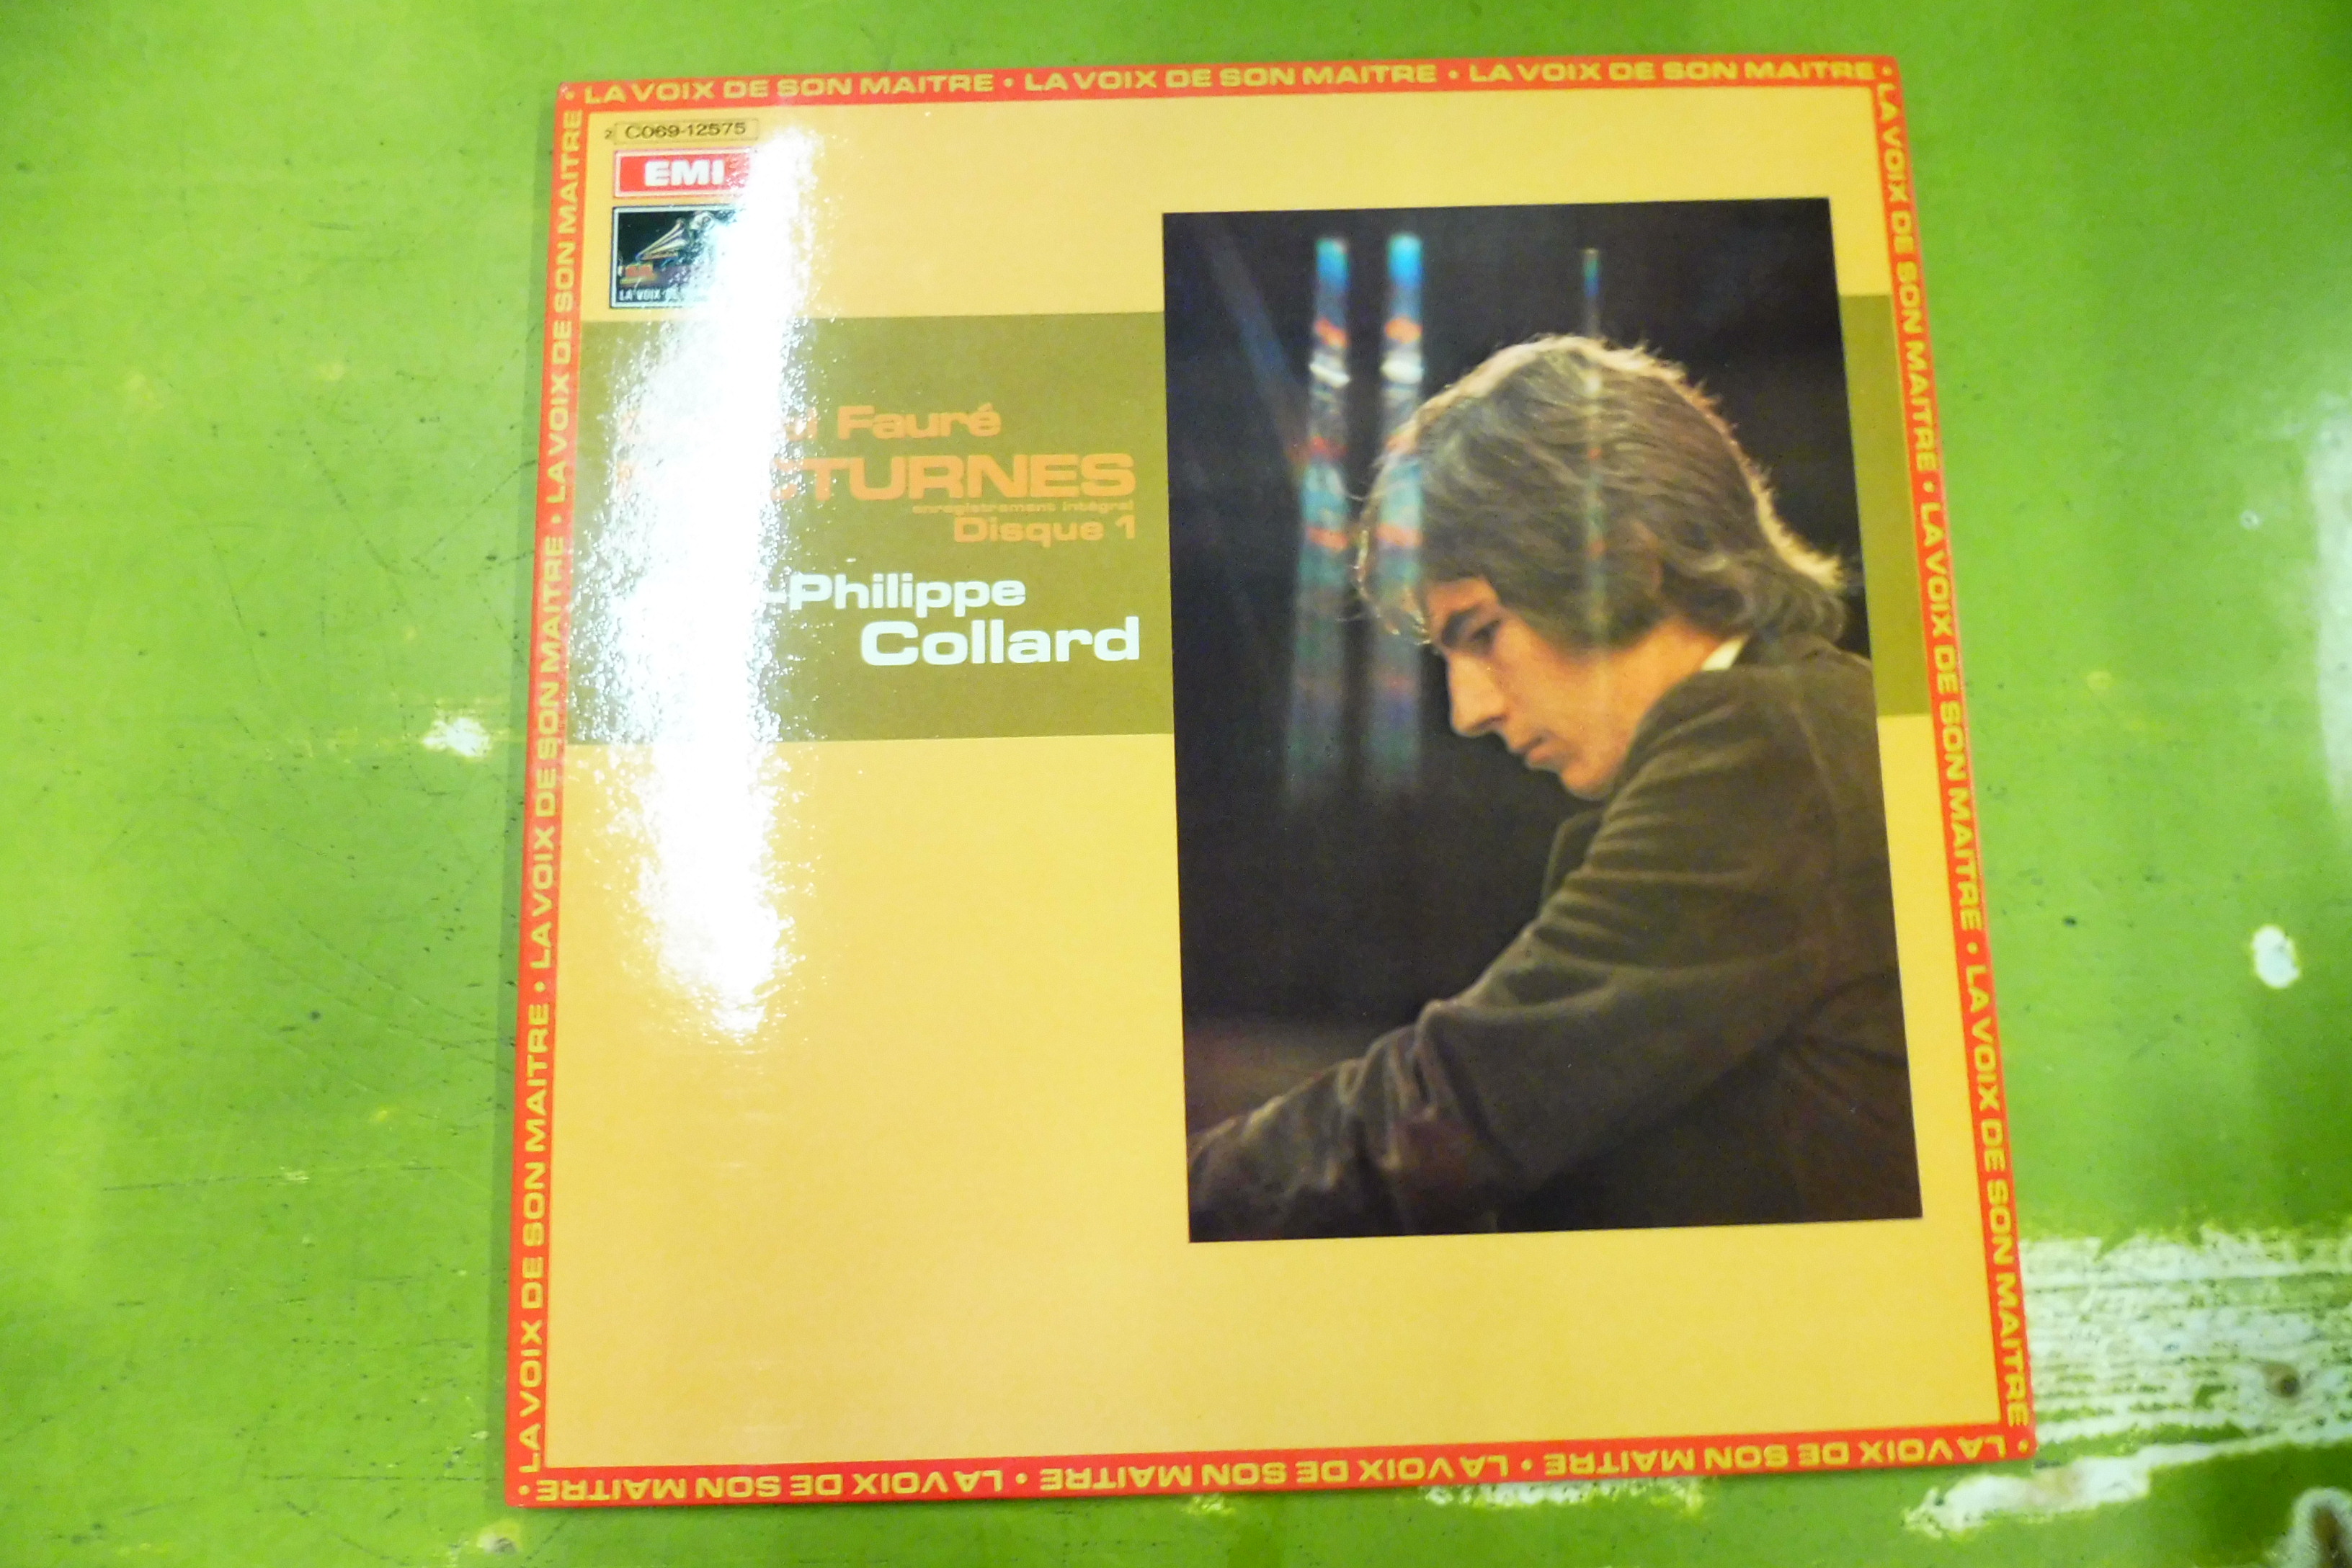 • LA VOIX DE SON MAITRE • LA VOIX DE SON MAITRE • LA VOIX DE SON MAITRE •
LA VOIX DE SON MAITRE • LA VOIX DE SON MAITRE • LA VOIX DE SON MAITRE
2 C069-12575
EMI
LA VOIX
Fauré
NOCTURNES
enregistrement intégral
Disque 1
-Philippe
Collard
LA VOIX DE SON MAITRE • LA VOIX DE SON MAITRE • LA VOIX DE SON MAITRE
• LA VOIX DE SON MAITRE • LA VOIX DE SON MAITRE • LA VOIX DE SON MAITRE •